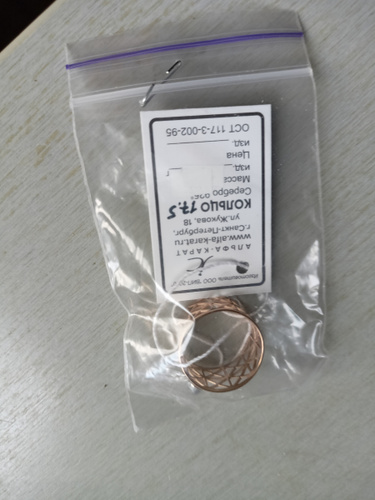 АЛЬФА-КАРАТ
www.alfa-karat.ru
г.Санкт-Петербург,
ул.Жукова, 18
КОЛЬЦО 17.5
Серебро
Масса
изд.
Цена
изд.
ОСТ 117-3-002-95